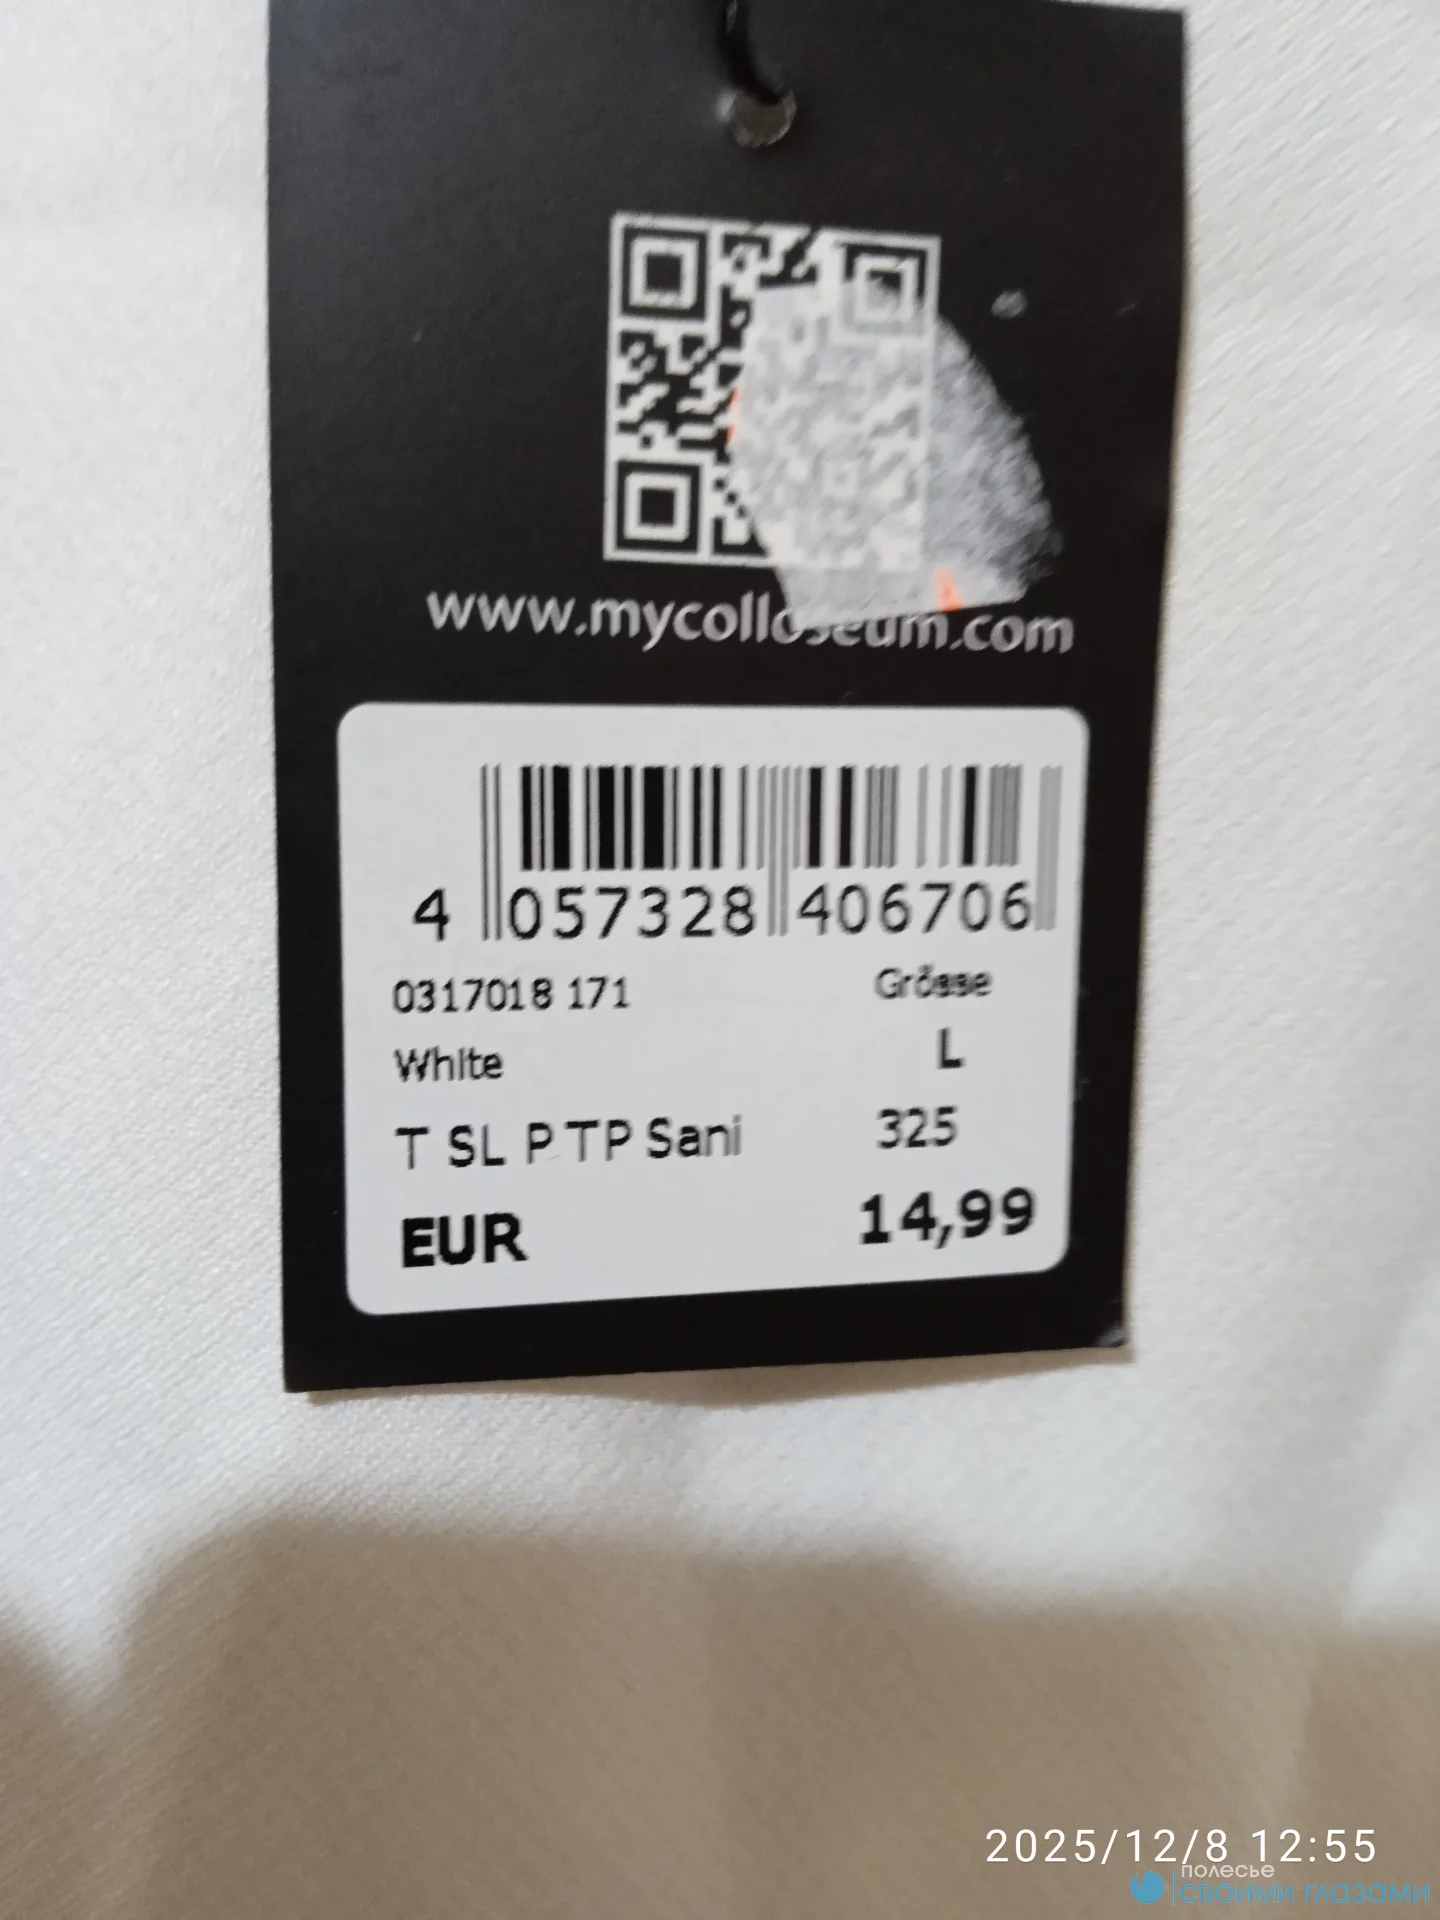 www.mycolloseum.com
4 057328 406706
0317018 171 Grösse
White L
T SL P TP Sani 325
EUR 14,99
2025/12/8 12:55
полесье
своими глазами